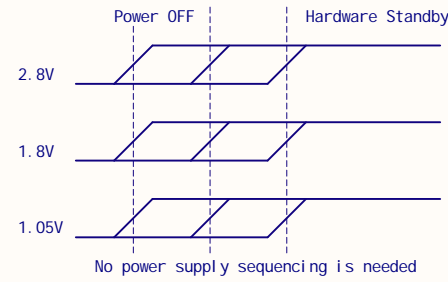 Power OFF
Hardware Standby
2.8V
1.8V
1.05V
No power supply sequencing is needed